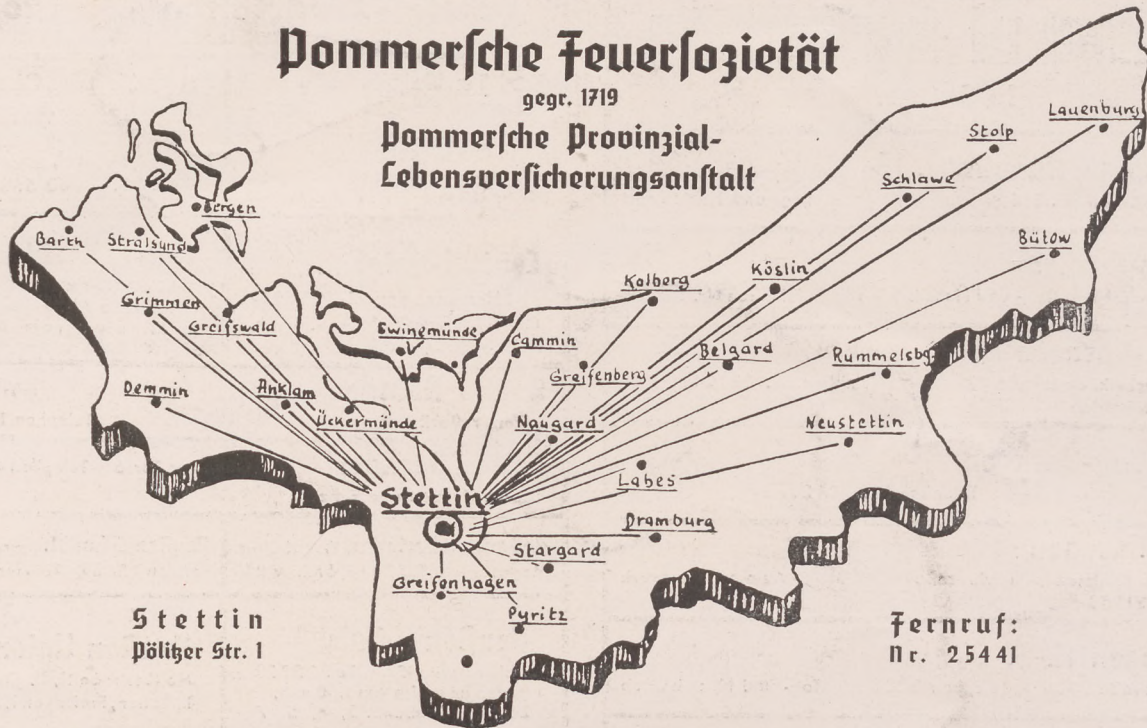 Pommerſche Feuerſozietät
gegr. 1719
Pommerſche Provinzial-
Lebensverſicherungsanſtalt
Lauenburg
Stolp
Schlawe
Bergen
Barth
Stralsund
Bütow
Köslin
Kolberg
Grimmen
Greifswald
Swinemünde
Cammin
Belgard
Rummelsbg.
Greifenberg
Demmin
Anklam
Ückermünde
Naugard
Neustettin
Labes
Stettin
Dramburg
Stargard
Greifenhagen
Pyritz
Stettin
Pölitzer Str. 1
Fernruf:
Nr. 25441